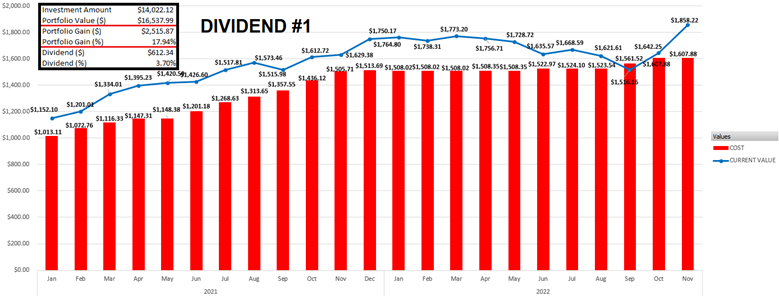 DIVIDEND #1
Investment Amount $14,022.12
Portfolio Value ($) $16,537.99
Portfolio Gain ($) $2,515.87
Portfolio Gain (%) 17.94%
Dividend ($) $612.34
Dividend (%) 3.70%
$2,000.00
$1,800.00
$1,600.00
$1,400.00
$1,200.00
$1,000.00
$800.00
$600.00
$400.00
$200.00
$0.00
$1,152.10 $1,201.01 $1,334.01 $1,395.23 $1,426.60 $1,517.81 $1,573.46 $1,515.98 $1,612.72 $1,629.38 $1,750.17 $1,764.80 $1,738.31 $1,773.20 $1,756.71 $1,728.72 $1,635.57 $1,668.59 $1,621.61 $1,642.25 $1,858.22
$1,013.11 $1,072.76 $1,116.33 $1,147.31 $1,148.38 $1,201.18 $1,268.63 $1,313.65 $1,357.55 $1,436.12 $1,505.71 $1,513.69 $1,508.02 $1,508.02 $1,508.02 $1,508.35 $1,508.35 $1,522.97 $1,524.10 $1,523.54 $1,561.52 $1,607.88 $1,607.88
Jan Feb Mar Apr May Jun Jul Aug Sep Oct Nov Dec Jan Feb Mar Apr May Jun Jul Aug Sep Oct Nov
2021 2022
Values
COST
CURRENT VALUE